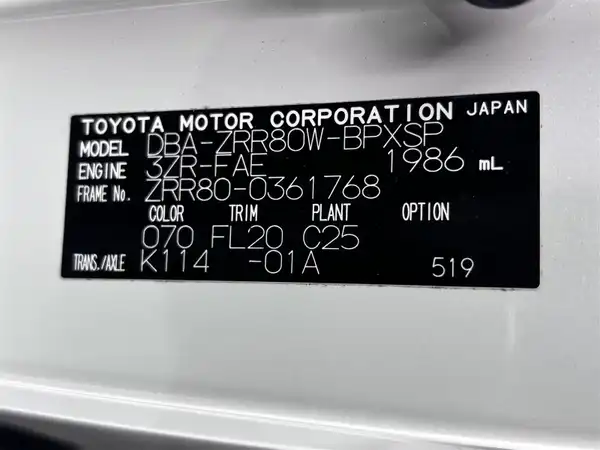 TOYOTA MOTOR CORPORATION JAPAN
MODEL DBA-ZRR80W-BPXSP
ENGINE 3ZR-FAE 1986 mL
FRAME No. ZRR80-0361768
COLOR TRIM PLANT OPTION
070 FL20 C25
TRANS./AXLE K114 -01A 519